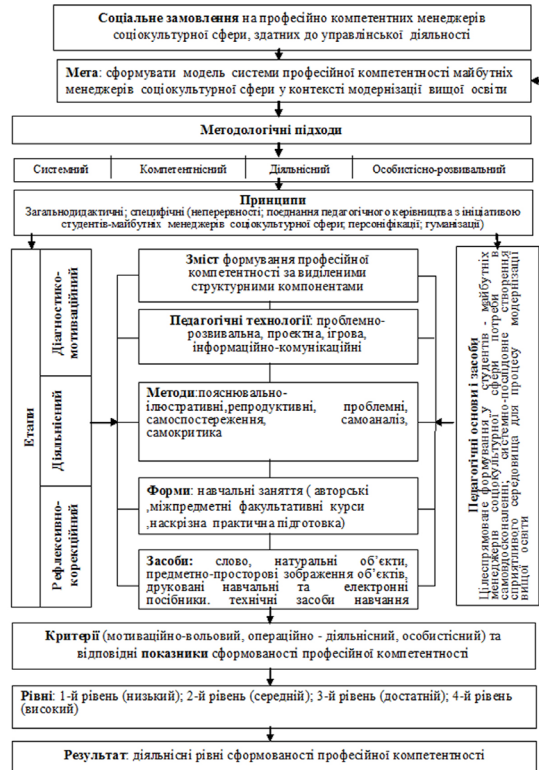 Соціальне замовлення на професійно компетентних менеджерів
соціокультурної сфери, здатних до управлінської діяльності
Мета: сформувати модель системи професійної компетентності майбутніх
менеджерів соціокультурної сфери у контексті модернізації вищої освіти
Методологічні підходи
Системний
Компетентнісний
Діяльнісний
Особистісно-розвивальний
Принципи
Загальнодидактичні; специфічні (неперервності; поєднання педагогічного керівництва з ініціативою
студентів-майбутніх менеджерів соціокультурної сфери; персоніфікації; гуманізації)
Етапи
Діагностико-
мотиваційний
Діяльнісний
Рефлексивно-
корекційний
Зміст формування професійної
компетентності за виділеними
структурними компонентами
Педагогічні технології: проблемно-
розвивальна, проектна, ігрова,
інформаційно-комунікаційні
Методи:пояснювально-
ілюстративні,репродуктивні, проблемні,
самоспостереження, самоаналіз,
самокритика
Форми: навчальні заняття ( авторські
,міжпредметні факультативні курси
,наскрізна практична підготовка)
Засоби: слово, натуральні об’єкти,
предметно-просторові зображення об’єктів,
друковані навчальні та електронні
посібники. технічні засоби навчання
Педагогічні основи і засоби
Цілеспрямоване формування у студентів - майбутніх
менеджерів соціокультурної сфери потреби в
самовдосконаленні; системно-послідовне створення
сприятливого середовища для процесу модернізації
вищої освіти
Критерії (мотиваційно-вольовий, операційно - діяльнісний, особистісний) та
відповідні показники сформованості професійної компетентності
Рівні: 1-й рівень (низький); 2-й рівень (середній); 3-й рівень (достатній); 4-й рівень
(високий)
Результат: діяльнісні рівні сформованості професійної компетентності